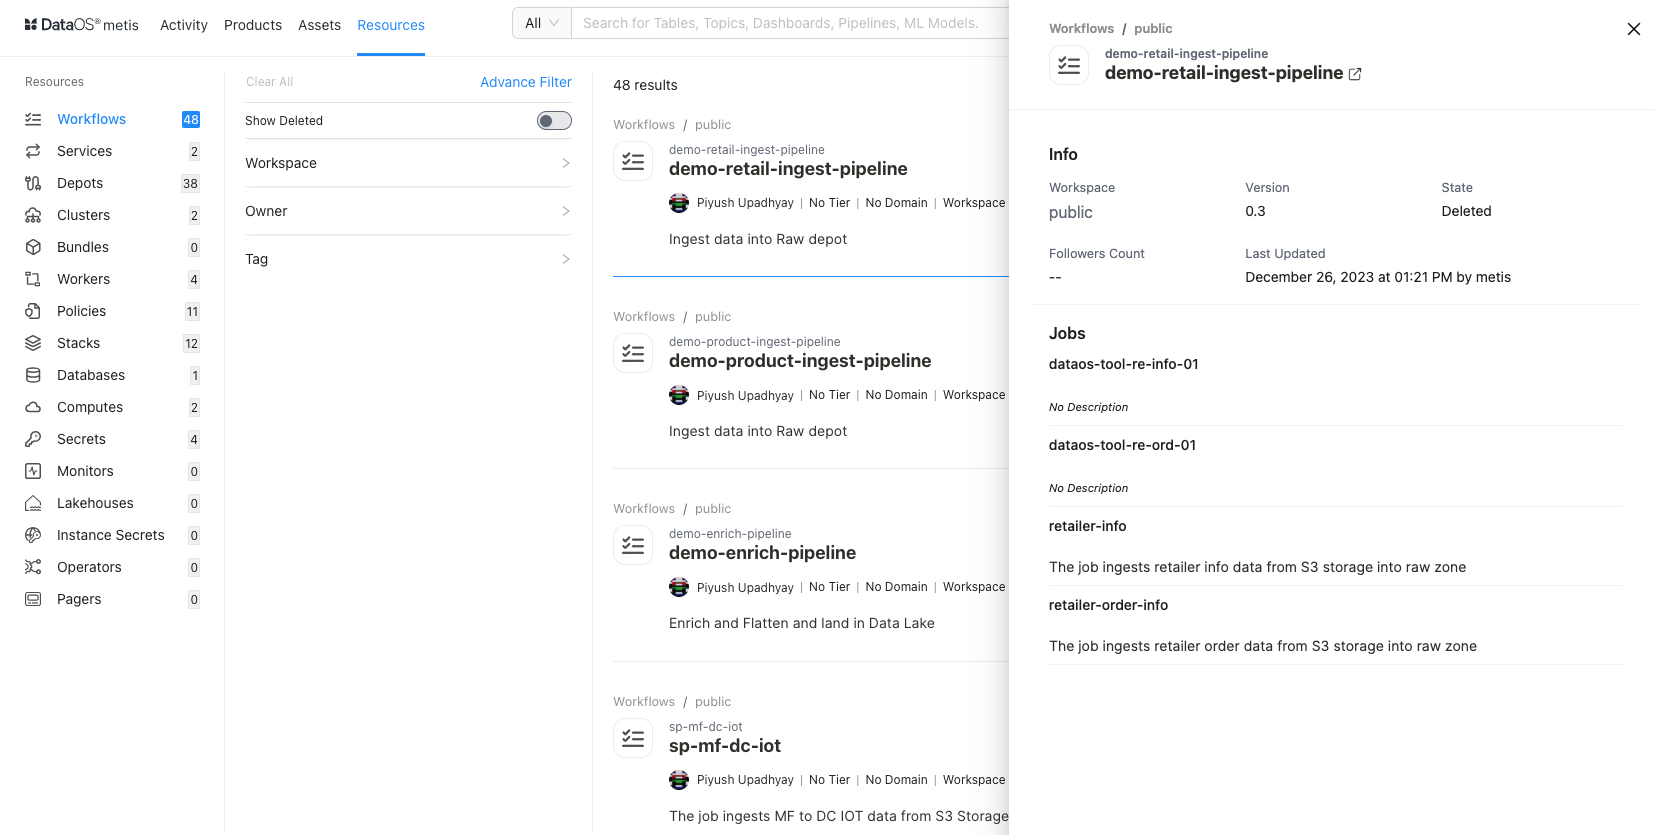 DataOS® metis Activity Products Assets Resources
All Search for Tables, Topics, Dashboards, Pipelines, ML Models.
Resources
Workflows 48
Services 2
Depots 38
Clusters 2
Bundles 0
Workers 4
Policies 11
Stacks 12
Databases 1
Computes 2
Secrets 4
Monitors 0
Lakehouses 0
Instance Secrets 0
Operators 0
Pagers 0
Clear All Advance Filter
Show Deleted
Workspace
Owner
Tag
48 results
Workflows / public
demo-retail-ingest-pipeline
demo-retail-ingest-pipeline
Piyush Upadhyay | No Tier | No Domain | Workspace
Ingest data into Raw depot
Workflows / public
demo-product-ingest-pipeline
demo-product-ingest-pipeline
Piyush Upadhyay | No Tier | No Domain | Workspace
Ingest data into Raw depot
Workflows / public
demo-enrich-pipeline
demo-enrich-pipeline
Piyush Upadhyay | No Tier | No Domain | Workspace
Enrich and Flatten and land in Data Lake
Workflows / public
sp-mf-dc-iot
sp-mf-dc-iot
Piyush Upadhyay | No Tier | No Domain | Workspace
The job ingests MF to DC IOT data from S3 Storage
Workflows / public
demo-retail-ingest-pipeline
demo-retail-ingest-pipeline
Info
Workspace Version State
public 0.3 Deleted
Followers Count Last Updated
-- December 26, 2023 at 01:21 PM by metis
Jobs
dataos-tool-re-info-01
No Description
dataos-tool-re-ord-01
No Description
retailer-info
The job ingests retailer info data from S3 storage into raw zone
retailer-order-info
The job ingests retailer order data from S3 storage into raw zone